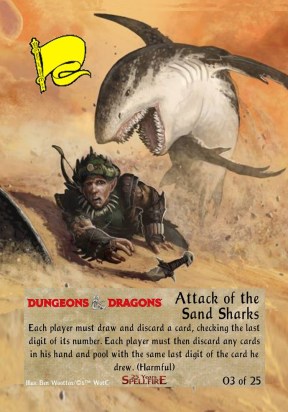 DUNGEONS & DRAGONS
Attack of the
Sand Sharks
Each player must draw and discard a card, checking the last
digit of its number. Each player must then discard any cards
in his hand and pool with the same last digit of the card he
drew. (Harmful)
SPELLFIRE
03 of 25